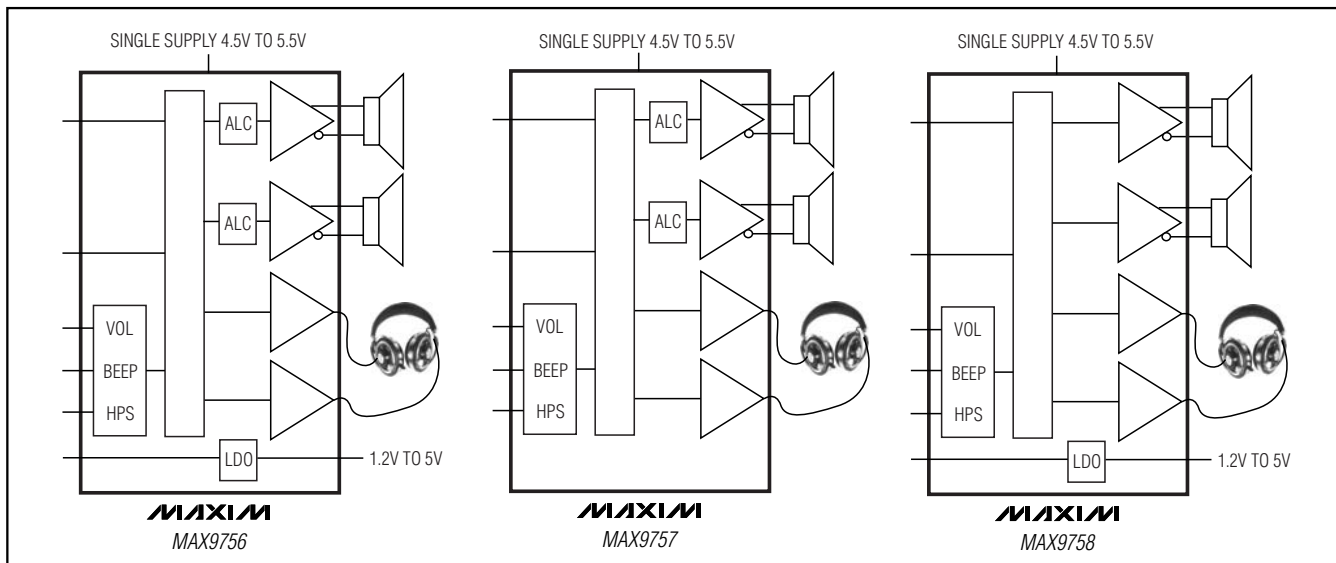 SINGLE SUPPLY 4.5V TO 5.5V
ALC
ALC
VOL
BEEP
HPS
LDO
1.2V TO 5V
MAXIM
MAX9756
SINGLE SUPPLY 4.5V TO 5.5V
ALC
ALC
VOL
BEEP
HPS
MAXIM
MAX9757
SINGLE SUPPLY 4.5V TO 5.5V
VOL
BEEP
HPS
LDO
1.2V TO 5V
MAXIM
MAX9758